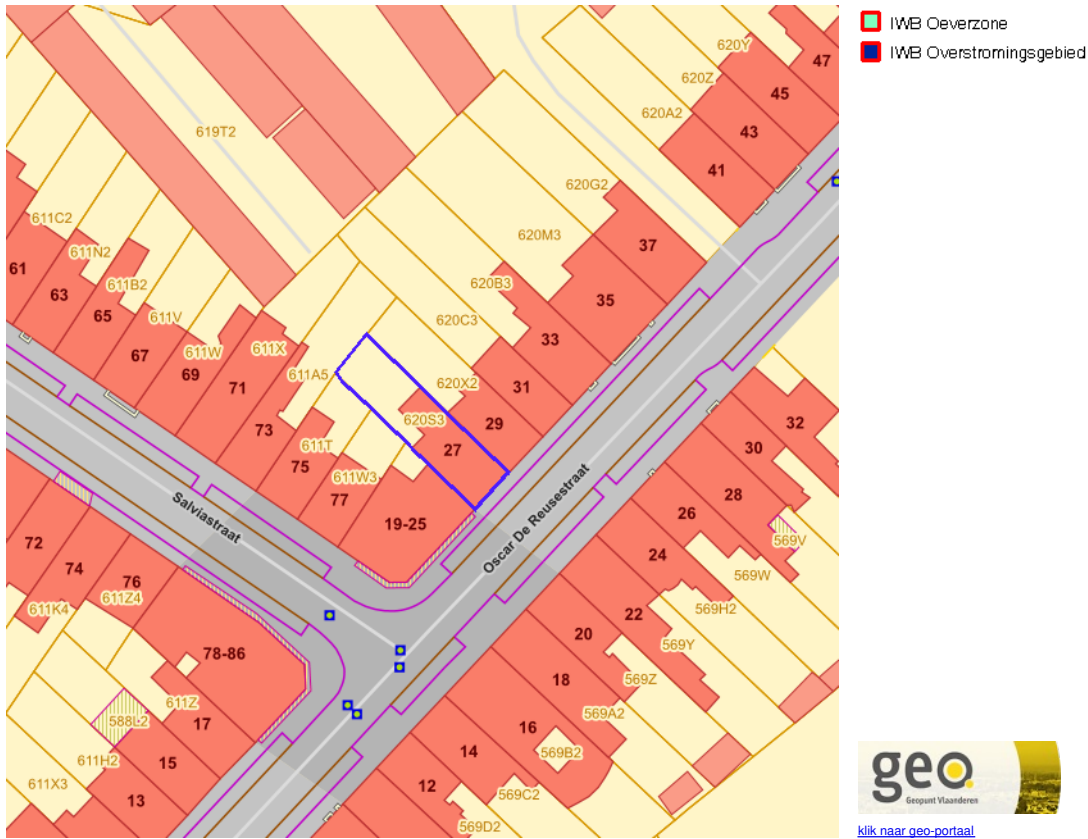 IWB Oeverzone
IWB Overstromingsgebied
47
620Y
45
620Z
43
620A2
619T2
41
620G2
611C2
620M3
37
611N2
61
63
611B2
620B3
35
65
611V
620C3
33
67
611W
611X
69
620X2
31
71
611A5
620S3
29
32
73
611T
27
30
75
611W3
28
77
26
Salviastraat
19-25
Oscar De Reusestraat
569V
72
24
74
569W
76
22
611K4
611Z4
569H2
20
569Y
78-86
18
569Z
611Z
588L2
17
16
569A2
14
569B2
611H2
15
611X3
12
569C2
13
569D2
geo
Geopunt Vlaanderen
klik naar geo-portaal